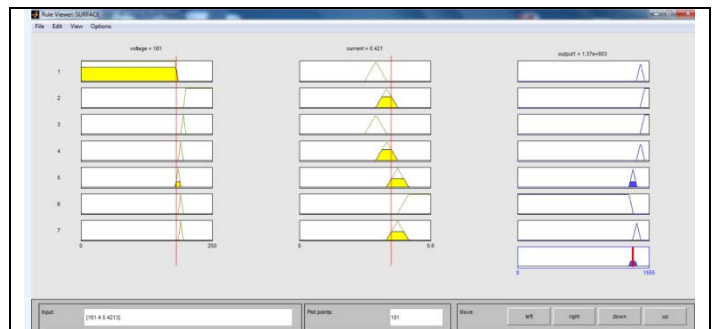 Rule Viewer: SURFACE
File Edit View Options
voltage = 181
current = 0.421
output1 = 1.37e+003
1
2
3
4
5
6
7
0 250
0 0.6
0 1555
Input:
[181.4 0.4213]
Plot points:
101
Move:
left
right
down
up